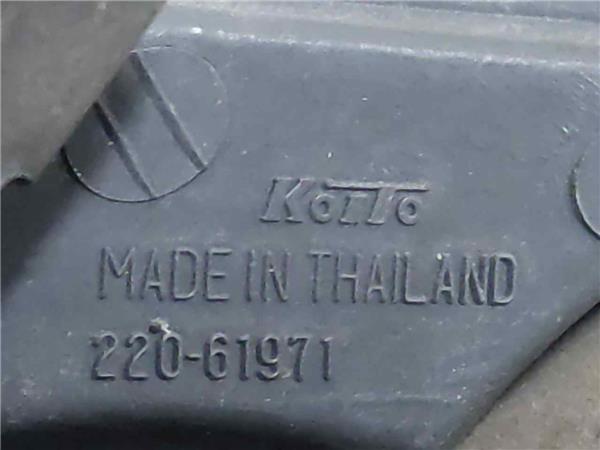 Koito
MADE IN THAILAND
220-61971